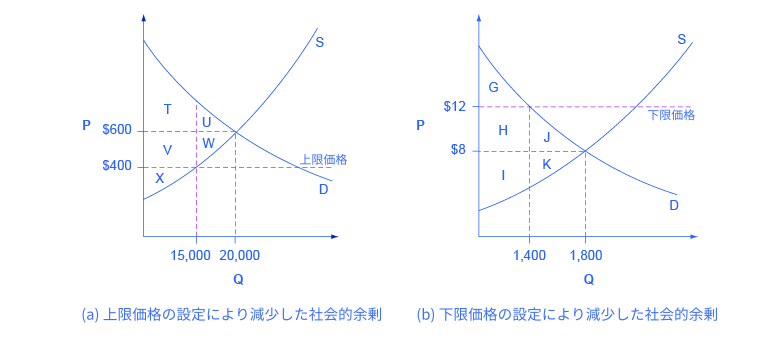 S
T
U
P
$600
W
V
上限価格
$400
X
D
15,000
20,000
Q
(a) 上限価格の設定により減少した社会的余剰
S
G
$12
下限価格
P
H
J
$8
K
I
D
1,400
1,800
Q
(b) 下限価格の設定により減少した社会的余剰